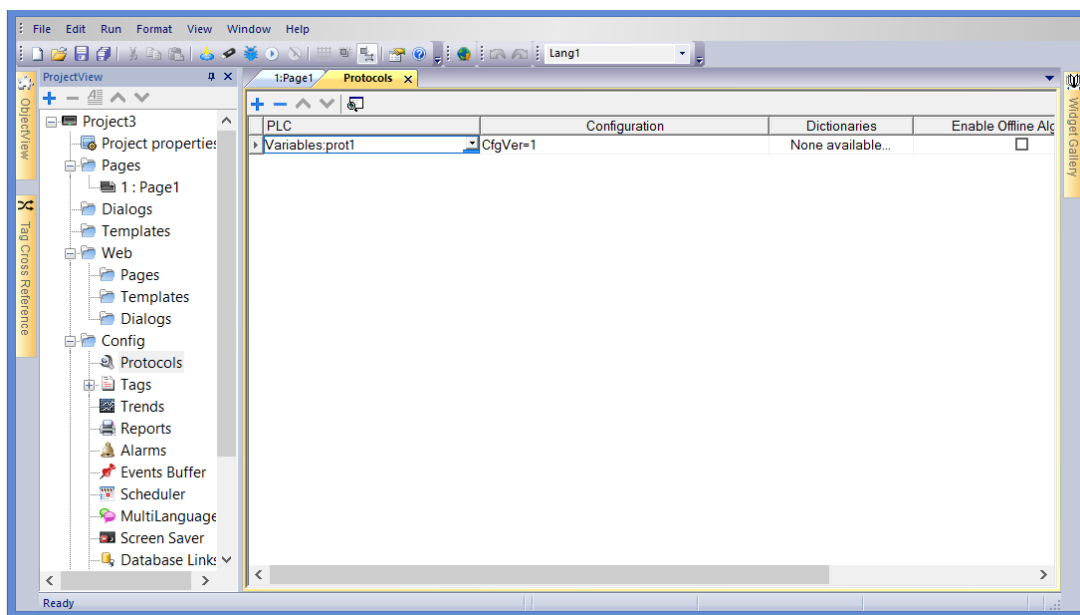 File Edit Run Format View Window Help
Lang1
ProjectView
1:Page1 Protocols
ObjectView
Tag Cross Reference
Project3
Project properties
Pages
1 : Page1
Dialogs
Templates
Web
Pages
Templates
Dialogs
Config
Protocols
Tags
Trends
Reports
Alarms
Events Buffer
Scheduler
MultiLanguage
Screen Saver
Database Links
PLC Configuration Dictionaries Enable Offline Alg
Variables:prot1 CfgVer=1 None available...
Widget Gallery
Ready